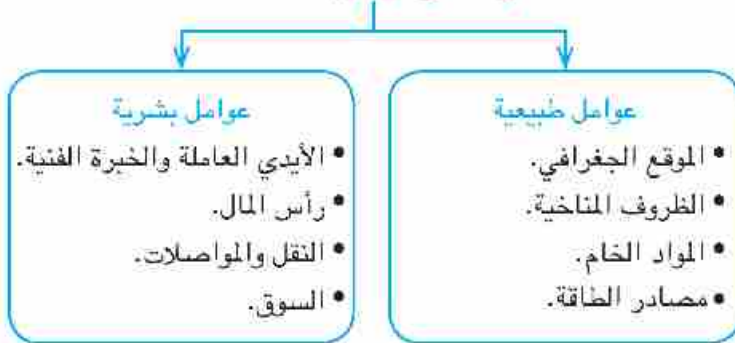 عوامل طبيعية
• الموقع الجغرافي.
• الظروف المناخية.
• المواد الخام.
• مصادر الطاقة.
عوامل بشرية
• الأيدي العاملة والخبرة الفنية.
• رأس المال.
• النقل والمواصلات.
• السوق.